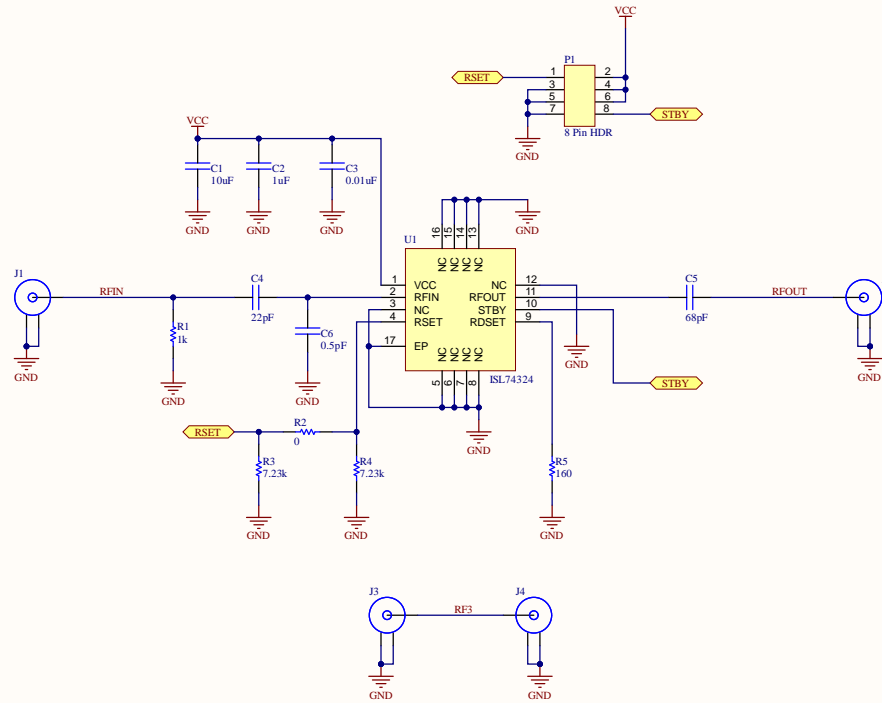 VCC
P1
RSET
1
2
3
4
5
6
7
8
STBY
8 Pin HDR
GND
VCC
C1
10uF
C2
1uF
C3
0.01uF
GND
GND
GND
GND
16
15
14
13
U1
NC
NC
NC
NC
J1
RFIN
C4
22pF
1
VCC
2
RFIN
3
NC
4
RSET
17
EP
NC
12
RFOUT
11
STBY
10
RDSET
9
C5
68pF
RFOUT
R1
1k
C6
0.5pF
GND
GND
GND
GND
GND
NC
NC
NC
NC
5
6
7
8
ISL74324
STBY
GND
RSET
R2
0
R3
7.23k
R4
7.23k
R5
160
GND
GND
GND
J3
RF3
J4
GND
GND